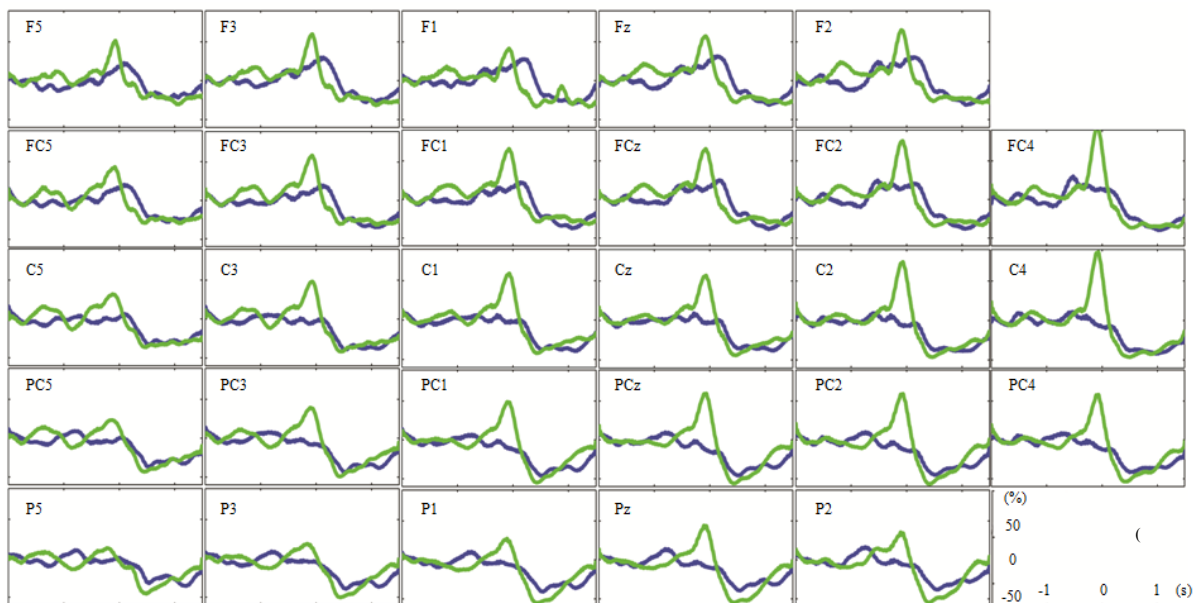 F5 F3 F1 Fz F2
FC5 FC3 FC1 FCz FC2 FC4
C5 C3 C1 Cz C2 C4
PC5 PC3 PC1 PCz PC2 PC4
P5 P3 P1 Pz P2 (%)
50
(
0
-50 -1 0 1 (s)